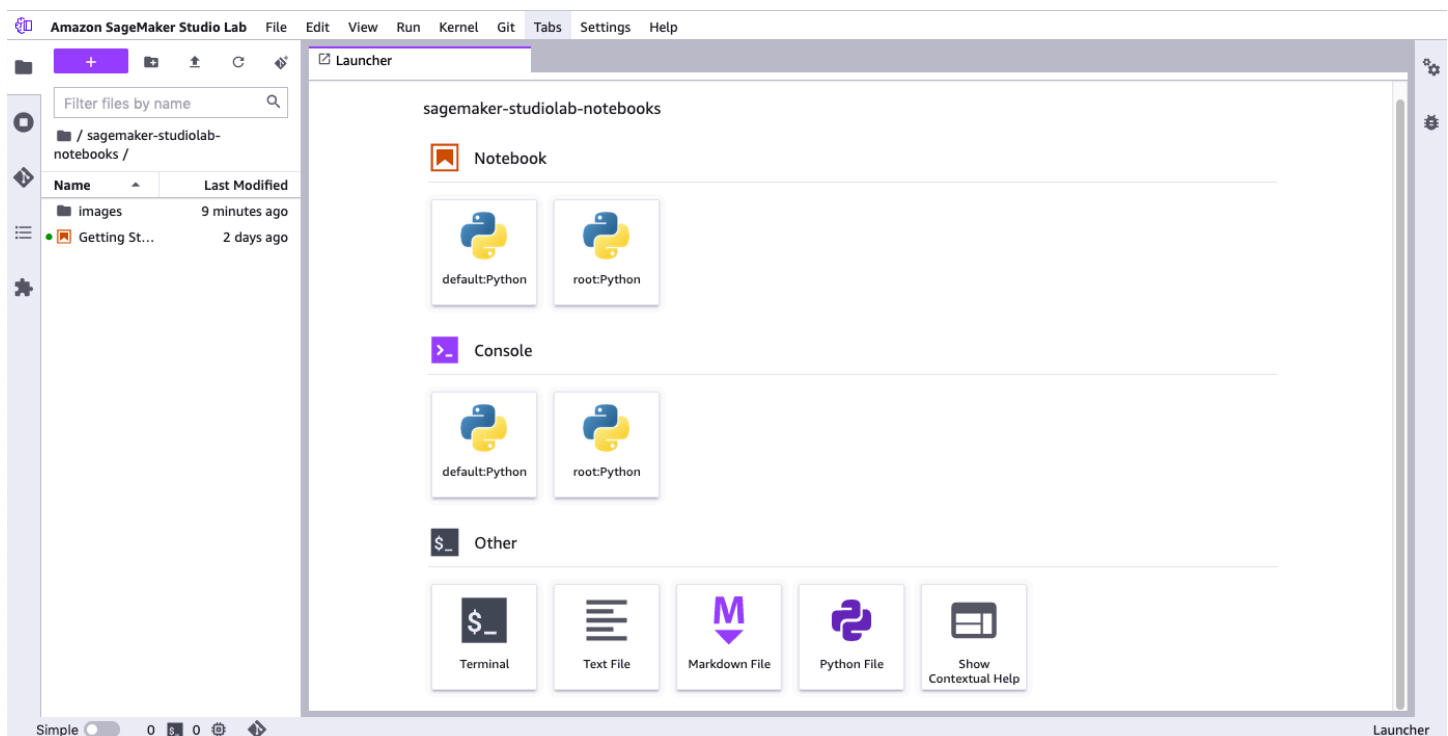 Amazon SageMaker Studio Lab File Edit View Run Kernel Git Tabs Settings Help
+
Filter files by name
/ sagemaker-studiolab-
notebooks /
Name Last Modified
images 9 minutes ago
Getting St... 2 days ago
Launcher
sagemaker-studiolab-notebooks
Notebook
default:Python root:Python
>_ Console
default:Python root:Python
$_ Other
$_ M
Terminal Text File Markdown File Python File Show
Contextual Help
Simple 0 $_ 0 Launcher